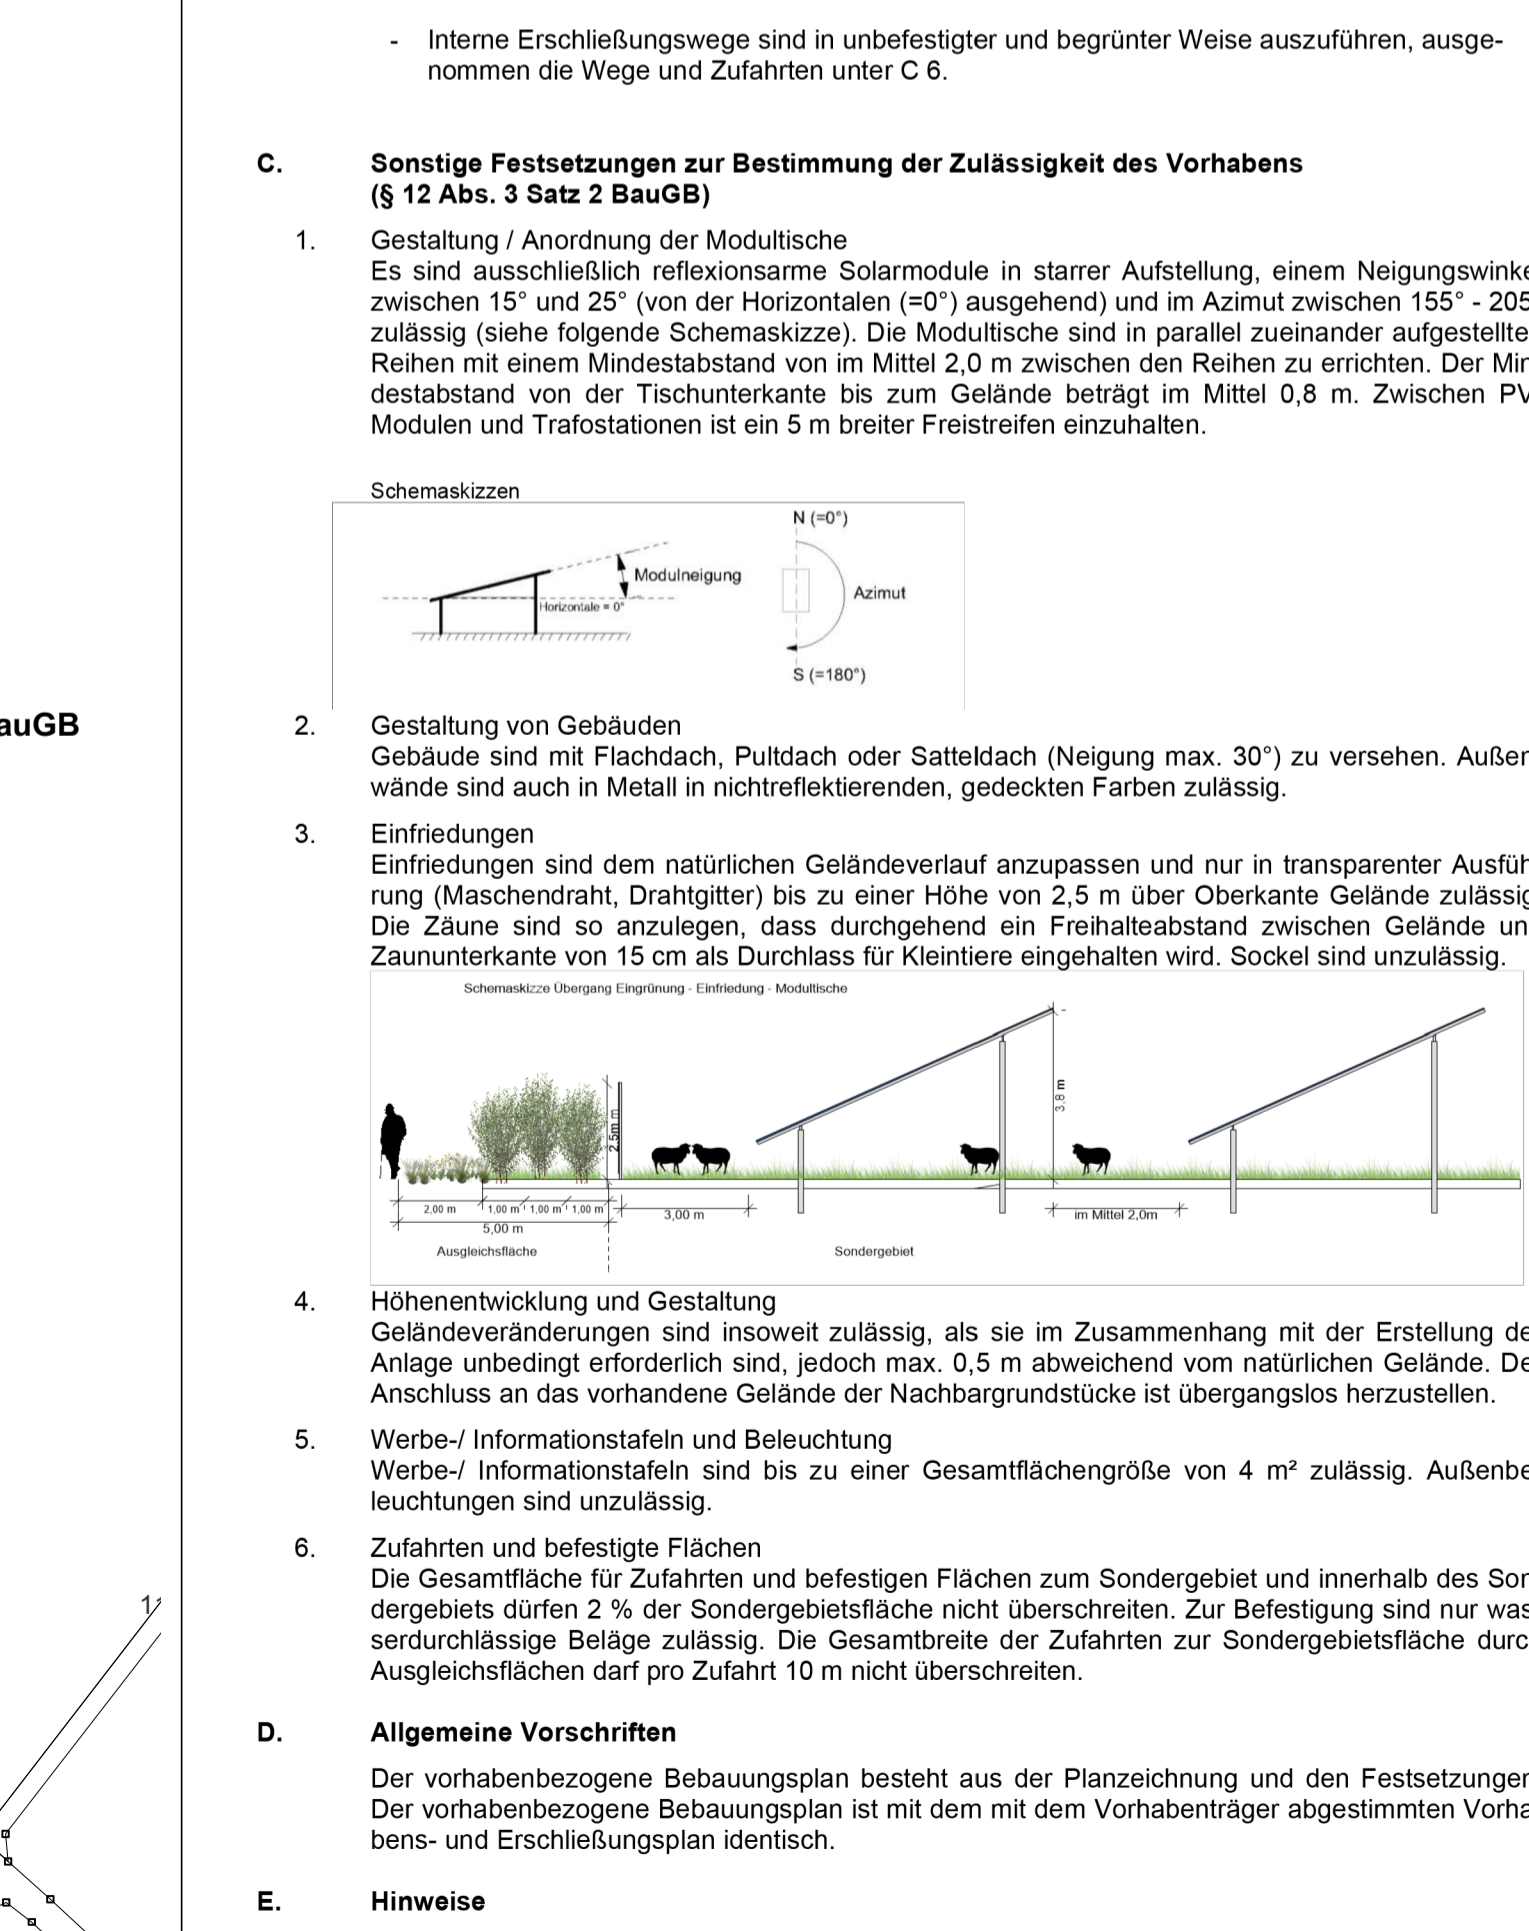 - Interne Erschließungswege sind in unbefestigter und begrünter Weise auszuführen, ausge-
nommen die Wege und Zufahrten unter C 6.
C. Sonstige Festsetzungen zur Bestimmung der Zulässigkeit des Vorhabens
(§ 12 Abs. 3 Satz 2 BauGB)
1. Gestaltung / Anordnung der Modultische
Es sind ausschließlich reflexionsarme Solarmodule in starrer Aufstellung, einem Neigungswinke
zwischen 15° und 25° (von der Horizontalen (=0°) ausgehend) und im Azimut zwischen 155° - 205
zulässig (siehe folgende Schemaskizze). Die Modultische sind in parallel zueinander aufgestellte
Reihen mit einem Mindestabstand von im Mittel 2,0 m zwischen den Reihen zu errichten. Der Min
destabstand von der Tischunterkante bis zum Gelände beträgt im Mittel 0,8 m. Zwischen PV
Modulen und Trafostationen ist ein 5 m breiter Freistreifen einzuhalten.
Schemaskizzen
N (=0°)
Modulneigung
Horizontale = 0°
Azimut
S (=180°)
auGB
2. Gestaltung von Gebäuden
Gebäude sind mit Flachdach, Pultdach oder Satteldach (Neigung max. 30°) zu versehen. Außen
wände sind auch in Metall in nichtreflektierenden, gedeckten Farben zulässig.
3. Einfriedungen
Einfriedungen sind dem natürlichen Geländeverlauf anzupassen und nur in transparenter Ausfüh
rung (Maschendraht, Drahtgitter) bis zu einer Höhe von 2,5 m über Oberkante Gelände zulässig
Die Zäune sind so anzulegen, dass durchgehend ein Freihalteabstand zwischen Gelände un
Zaununterkante von 15 cm als Durchlass für Kleintiere eingehalten wird. Sockel sind unzulässig.
Schemaskizze Übergang Eingrünung - Einfriedung - Modultische
3,8 m
2,5m m
2,00 m 1,00 m 1,00 m 1,00 m
3,00 m
im Mittel 2,0m
5,00 m
Ausgleichsfläche
Sondergebiet
4. Höhenentwicklung und Gestaltung
Geländeveränderungen sind insoweit zulässig, als sie im Zusammenhang mit der Erstellung de
Anlage unbedingt erforderlich sind, jedoch max. 0,5 m abweichend vom natürlichen Gelände. De
Anschluss an das vorhandene Gelände der Nachbargrundstücke ist übergangslos herzustellen.
5. Werbe-/ Informationstafeln und Beleuchtung
Werbe-/ Informationstafeln sind bis zu einer Gesamtflächengröße von 4 m² zulässig. Außenbe
leuchtungen sind unzulässig.
6. Zufahrten und befestigte Flächen
Die Gesamtfläche für Zufahrten und befestigen Flächen zum Sondergebiet und innerhalb des Son
dergebiets dürfen 2 % der Sondergebietsfläche nicht überschreiten. Zur Befestigung sind nur was
serdurchlässige Beläge zulässig. Die Gesamtbreite der Zufahrten zur Sondergebietsfläche durc
Ausgleichsflächen darf pro Zufahrt 10 m nicht überschreiten.
D. Allgemeine Vorschriften
Der vorhabenbezogene Bebauungsplan besteht aus der Planzeichnung und den Festsetzungen
Der vorhabenbezogene Bebauungsplan ist mit dem mit dem Vorhabenträger abgestimmten Vorha
bens- und Erschließungsplan identisch.
E. Hinweise